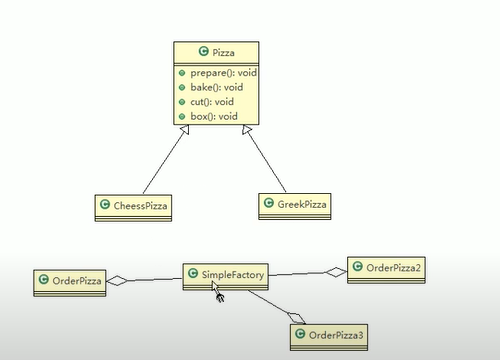 C Pizza
prepare(): void
bake(): void
cut(): void
box(): void
C CheessPizza
C GreekPizza
C OrderPizza
C SimpleFactory
C OrderPizza2
C OrderPizza3